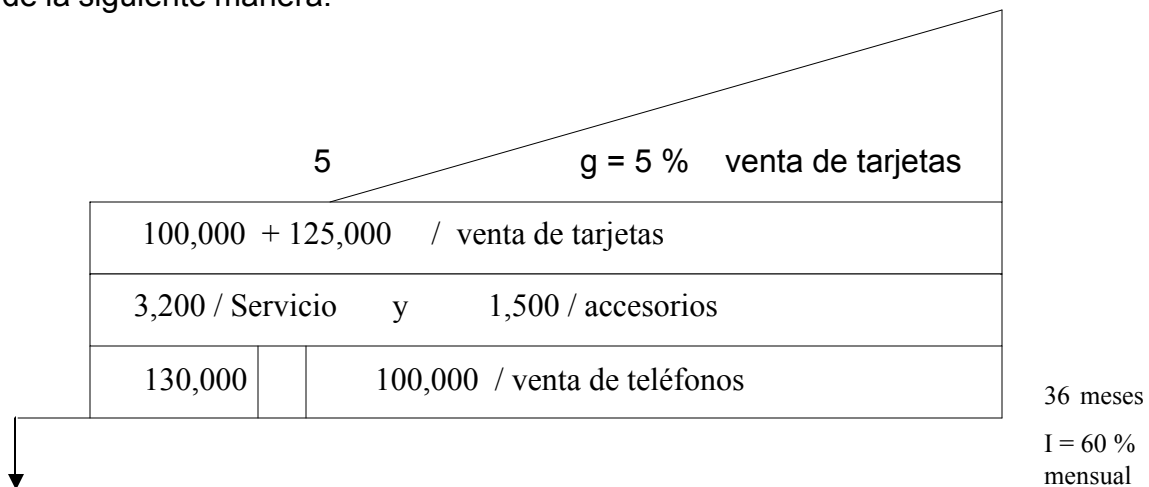 de la siguiente manera:
5 g = 5 % venta de tarjetas
100,000 + 125,000 / venta de tarjetas
3,200 / Servicio y 1,500 / accesorios
130,000 100,000 / venta de teléfonos
36 meses
I = 60 %
mensual